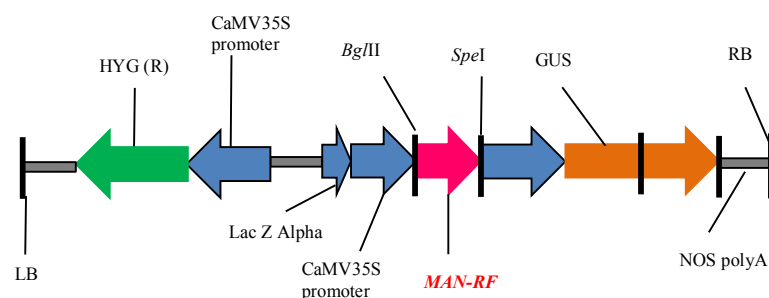 CaMV35S
promoter
HYG (R)
BglII
SpeI
GUS
RB
LB
Lac Z Alpha
CaMV35S
promoter
MAN-RF
NOS polyA